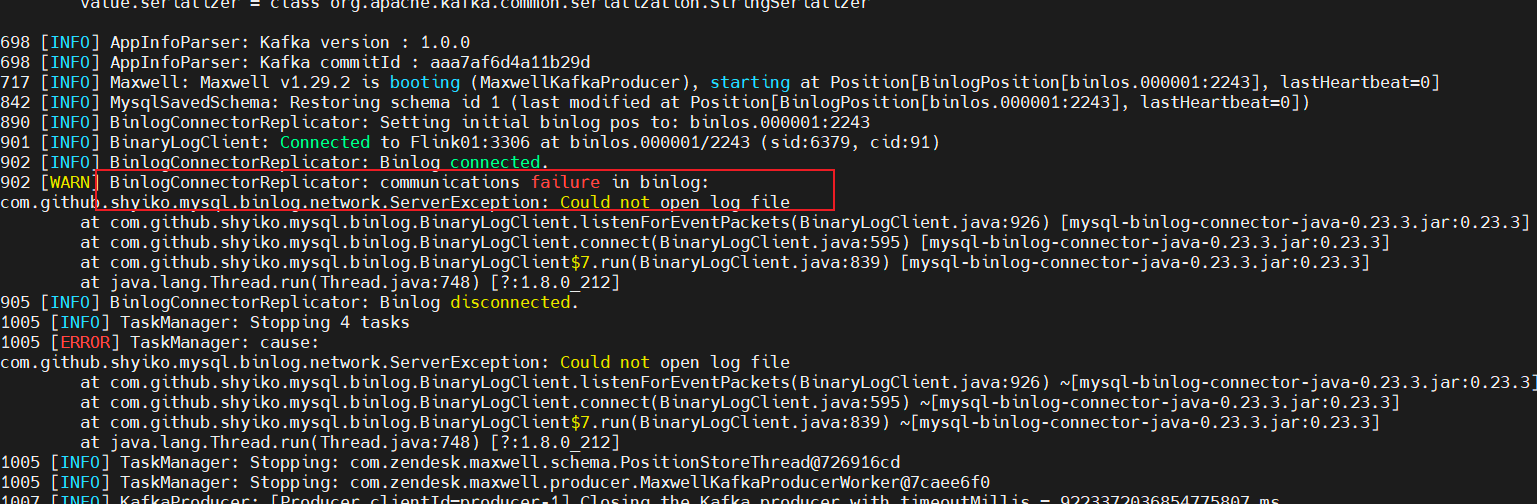 value.serializer = class org.apache.kafka.common.serialization.StringSerializer
698 [INFO] AppInfoParser: Kafka version : 1.0.0
698 [INFO] AppInfoParser: Kafka commitId : aaa7af6d4a11b29d
717 [INFO] Maxwell: Maxwell v1.29.2 is booting (MaxwellKafkaProducer), starting at Position[BinlogPosition[binlos.000001:2243], lastHeartbeat=0]
842 [INFO] MysqlSavedSchema: Restoring schema id 1 (last modified at Position[BinlogPosition[binlos.000001:2243], lastHeartbeat=0])
890 [INFO] BinlogConnectorReplicator: Setting initial binlog pos to: binlos.000001:2243
901 [INFO] BinaryLogClient: Connected to Flink01:3306 at binlos.000001/2243 (sid:6379, cid:91)
902 [INFO] BinlogConnectorReplicator: Binlog connected.
902 [WARN] BinlogConnectorReplicator: communications failure in binlog:
com.github.shyiko.mysql.binlog.network.ServerException: Could not open log file
at com.github.shyiko.mysql.binlog.BinaryLogClient.listenForEventPackets(BinaryLogClient.java:926) [mysql-binlog-connector-java-0.23.3.jar:0.23.3]
at com.github.shyiko.mysql.binlog.BinaryLogClient.connect(BinaryLogClient.java:595) [mysql-binlog-connector-java-0.23.3.jar:0.23.3]
at com.github.shyiko.mysql.binlog.BinaryLogClient$7.run(BinaryLogClient.java:839) [mysql-binlog-connector-java-0.23.3.jar:0.23.3]
at java.lang.Thread.run(Thread.java:748) [?:1.8.0_212]
905 [INFO] BinlogConnectorReplicator: Binlog disconnected.
1005 [INFO] TaskManager: Stopping 4 tasks
1005 [ERROR] TaskManager: cause:
com.github.shyiko.mysql.binlog.network.ServerException: Could not open log file
at com.github.shyiko.mysql.binlog.BinaryLogClient.listenForEventPackets(BinaryLogClient.java:926) ~[mysql-binlog-connector-java-0.23.3.jar:0.23.3]
at com.github.shyiko.mysql.binlog.BinaryLogClient.connect(BinaryLogClient.java:595) ~[mysql-binlog-connector-java-0.23.3.jar:0.23.3]
at com.github.shyiko.mysql.binlog.BinaryLogClient$7.run(BinaryLogClient.java:839) ~[mysql-binlog-connector-java-0.23.3.jar:0.23.3]
at java.lang.Thread.run(Thread.java:748) [?:1.8.0_212]
1005 [INFO] TaskManager: Stopping: com.zendesk.maxwell.schema.PositionStoreThread@726916cd
1005 [INFO] TaskManager: Stopping: com.zendesk.maxwell.producer.MaxwellKafkaProducerWorker@7caee6f0
1007 [INFO] KafkaProducer: [Producer clientId=producer-1] Closing the Kafka producer with timeoutMillis = 9223372036854775807 ms.